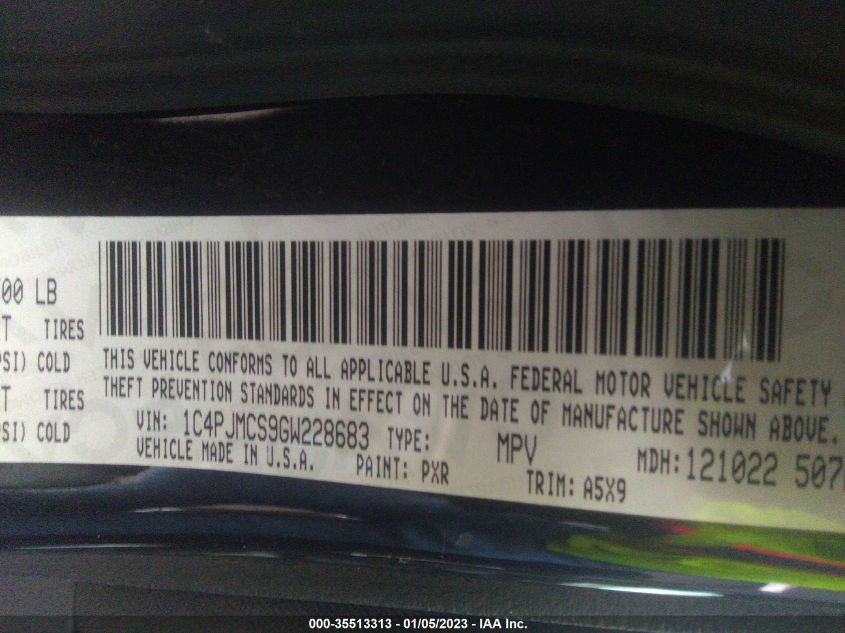 00 LB
T TIRES
PSI) COLD
T TIRES
PSI) COLD
THIS VEHICLE CONFORMS TO ALL APPLICABLE U.S.A. FEDERAL MOTOR VEHICLE SAFETY
THEFT PREVENTION STANDARDS IN EFFECT ON THE DATE OF MANUFACTURE SHOWN ABOVE.
VIN: 1C4PJMCS9GW228683 TYPE: MPV MDH: 121022 507
VEHICLE MADE IN U.S.A. PAINT: PXR TRIM: A5X9
000-35513313 - 01/05/2023 - IAA Inc.